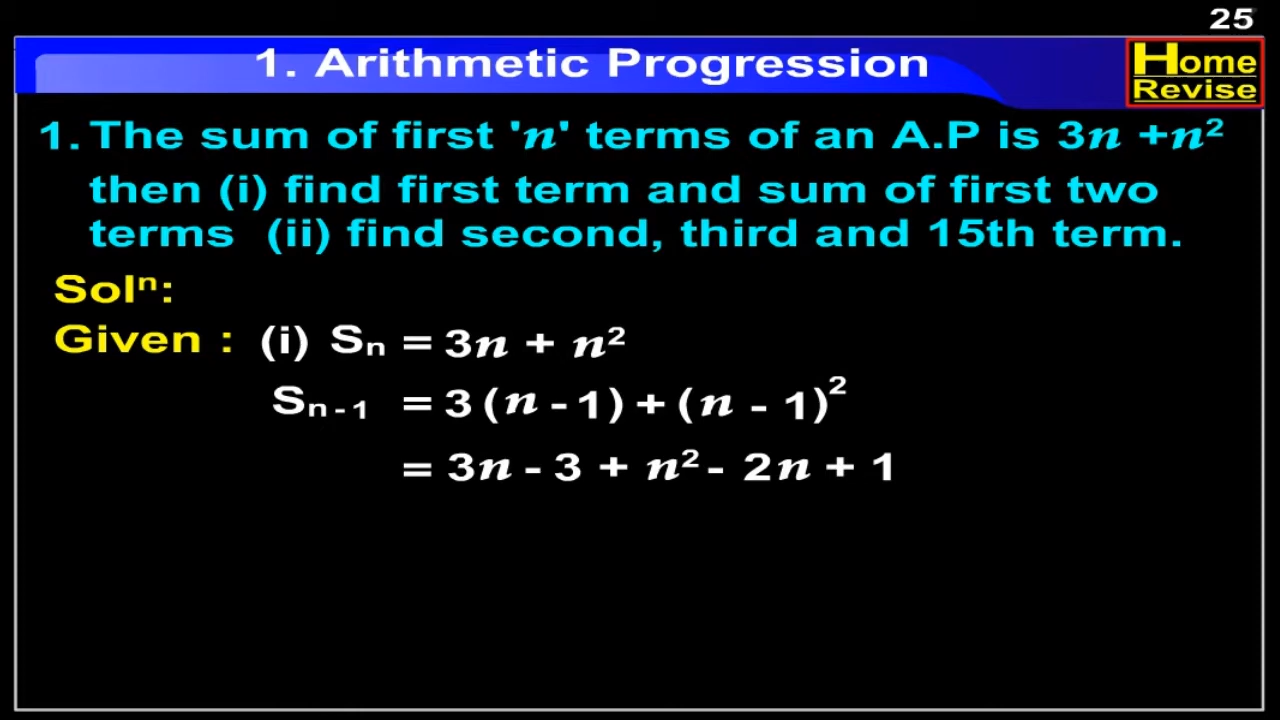 25
1. Arithmetic Progression
Home
Revise
1. The sum of first 'n' terms of an A.P is 3n +n²
then (i) find first term and sum of first two
terms (ii) find second, third and 15th term.
Solⁿ:
Given : (i) Sₙ = 3n + n²
Sₙ₋₁ = 3 (n - 1) + (n - 1)²
= 3n - 3 + n² - 2n + 1